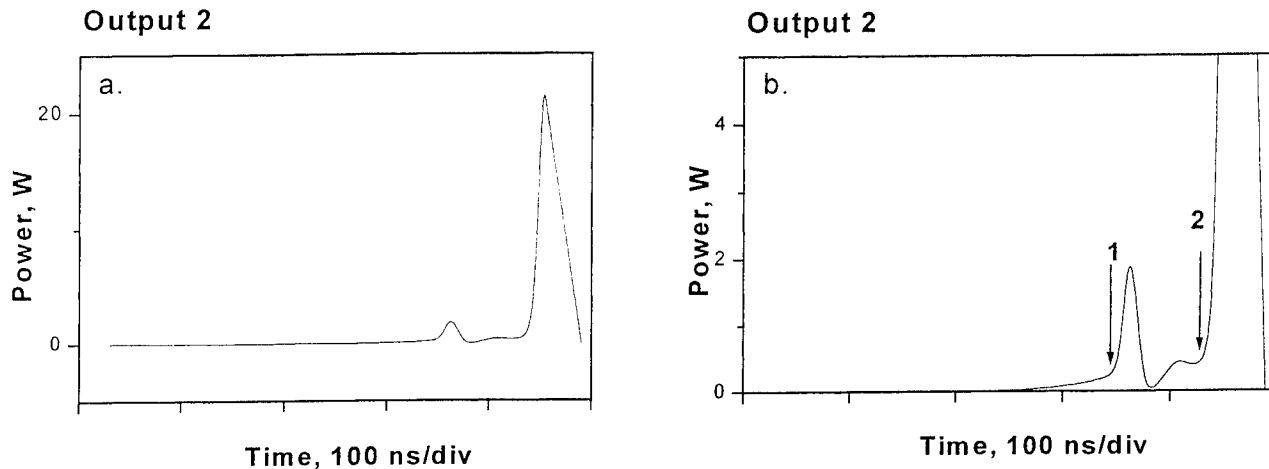 Output 2
a.
20
0
Power, W
Time, 100 ns/div
Output 2
b.
4
2
0
1
2
Power, W
Time, 100 ns/div